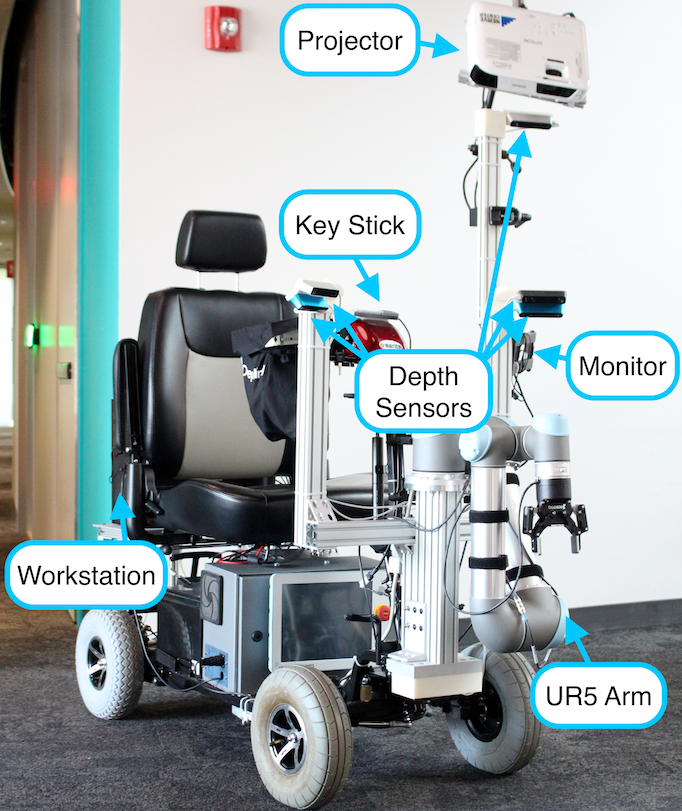 Projector
Key Stick
Depth
Sensors
Monitor
Workstation
UR5 Arm